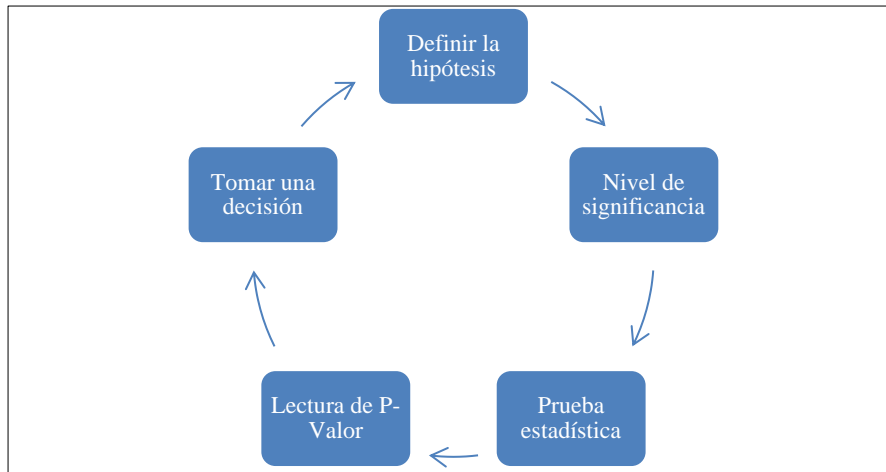 Definir la
hipótesis
Nivel de
significancia
Prueba
estadística
Lectura de P-
Valor
Tomar una
decisión